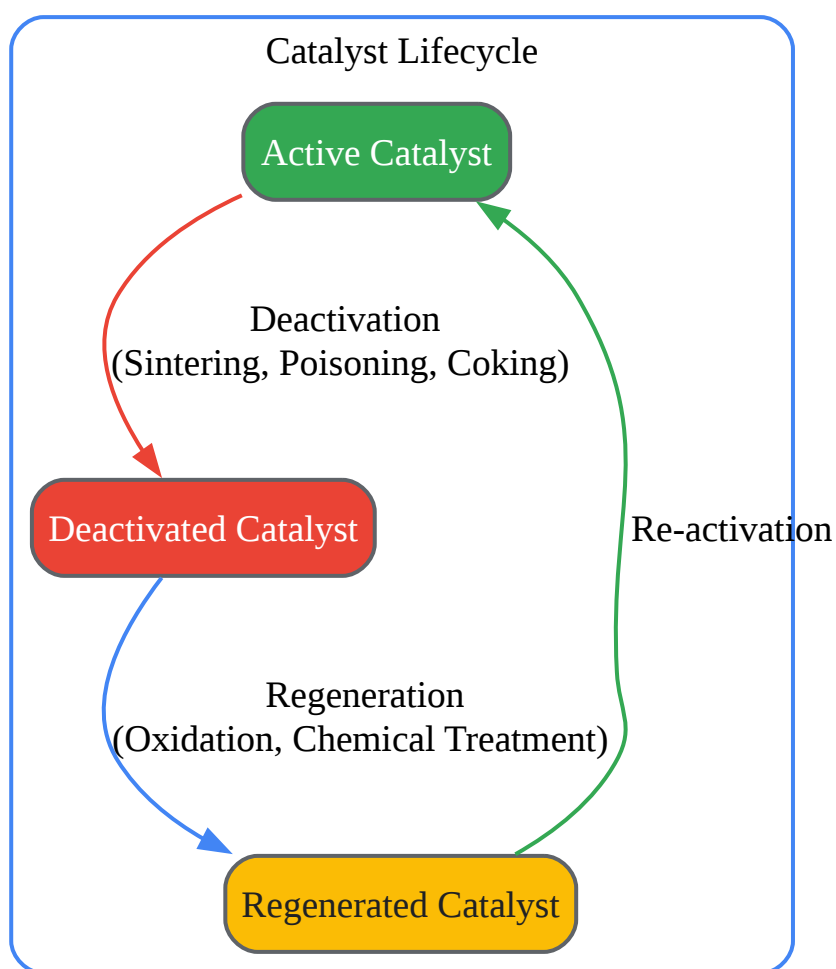 Catalyst Lifecycle
Active Catalyst
Deactivation
(Sintering, Poisoning, Coking)
Deactivated Catalyst
Re-activation
Regeneration
(Oxidation, Chemical Treatment)
Regenerated Catalyst